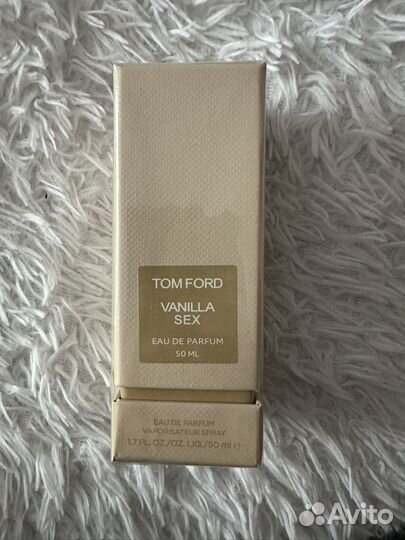 TOM FORD
VANILLA
SEX
EAU DE PARFUM
50 ML
EAU DE PARFUM
VAPORISATEUR SPRAY
1.7 FL. OZ./OZ. LIQ./50 ml e
Avito